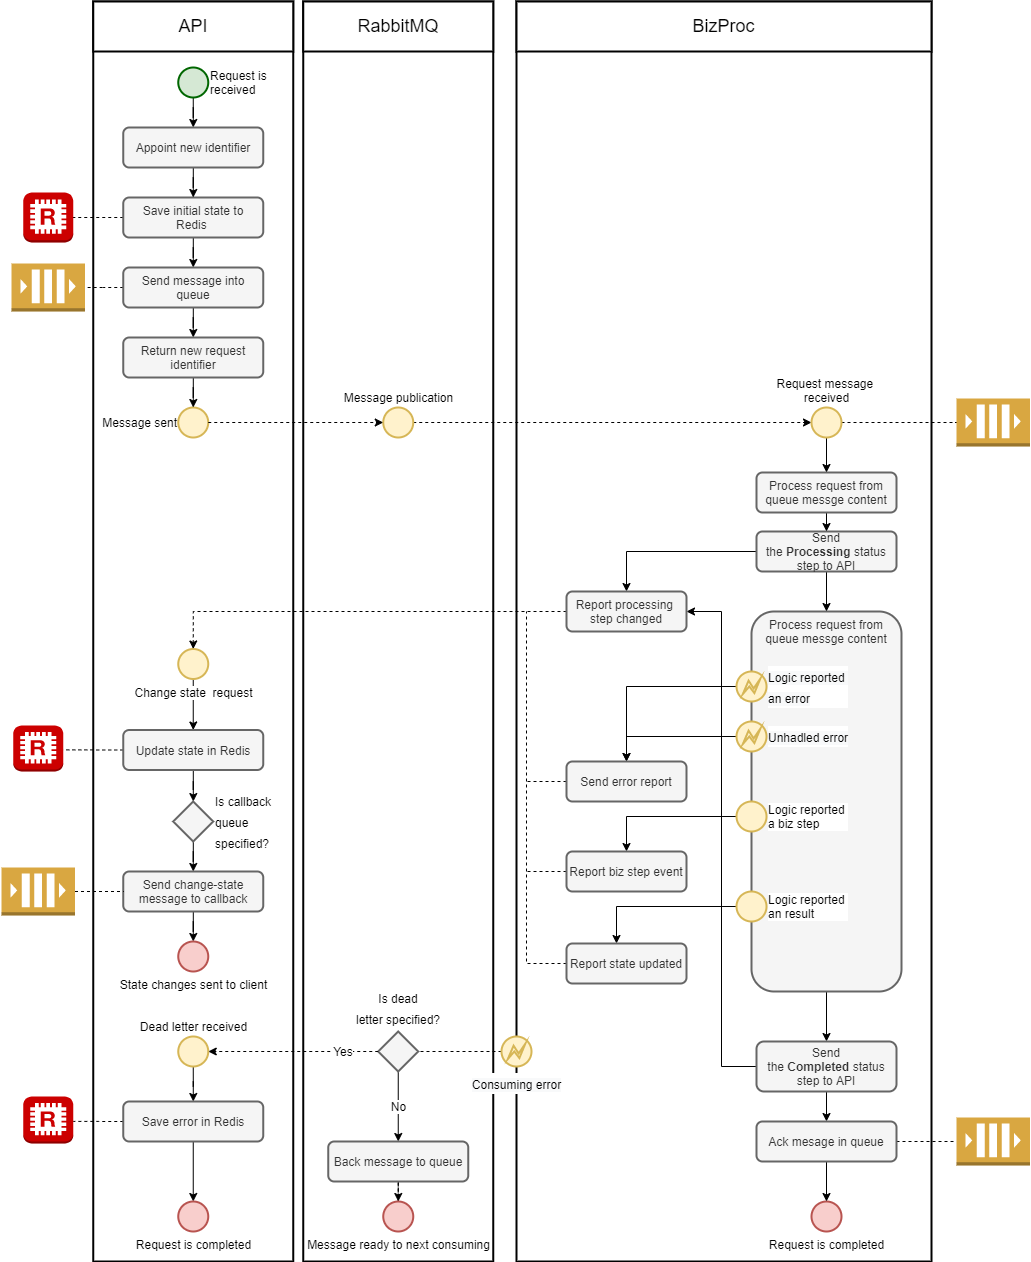 API
RabbitMQ
BizProc
Request is
received
Appoint new identifier
R
Save initial state to
Redis
Send message into
queue
Return new request
identifier
Message sent
Message publication
Request message
received
Process request from
queue messge content
Send
the Processing status
step to API
Report processing
step changed
Process request from
queue messge content
Change state  request
Logic reported
an error
R
Update state in Redis
Unhadled error
Send error report
Is callback
queue
specified?
Logic reported
a biz step
Send change-state
message to callback
Report biz step event
Logic reported
an result
Report state updated
State changes sent to client
Is dead
letter specified?
Dead letter received
Yes
Consuming error
Send
the Completed status
step to API
R
Save error in Redis
No
Back message to queue
Ack mesage in queue
Request is completed
Message ready to next consuming
Request is completed